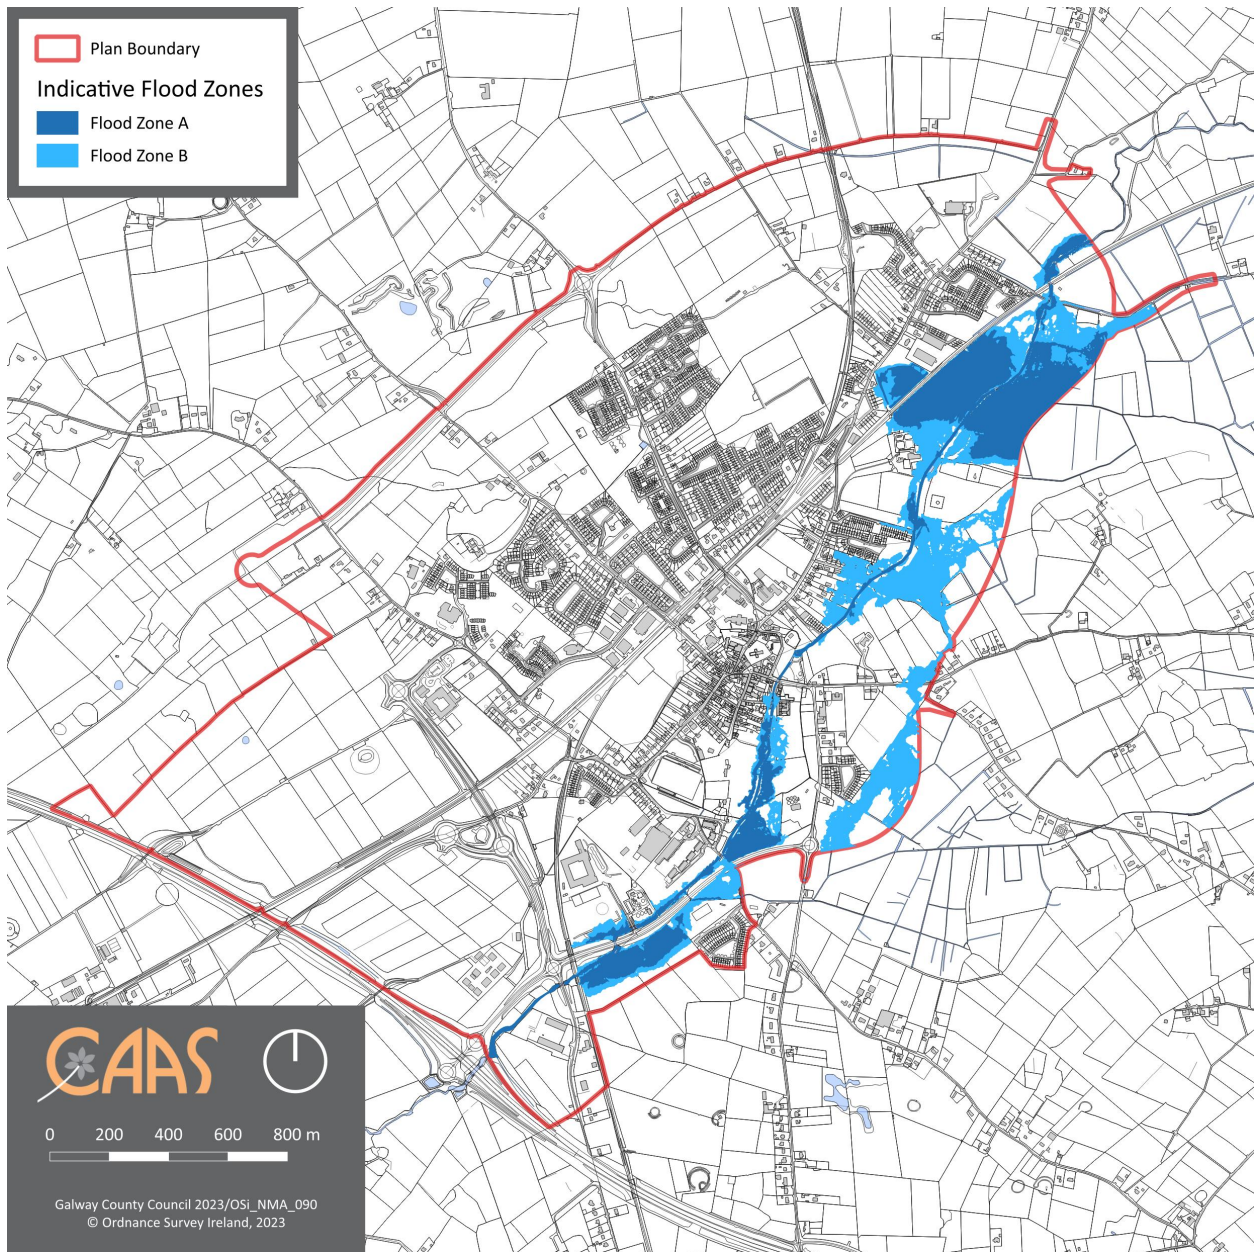 Plan Boundary
Indicative Flood Zones
Flood Zone A
Flood Zone B
CAAS
0 200 400 600 800 m
Galway County Council 2023/OSi_NMA_090
© Ordnance Survey Ireland, 2023